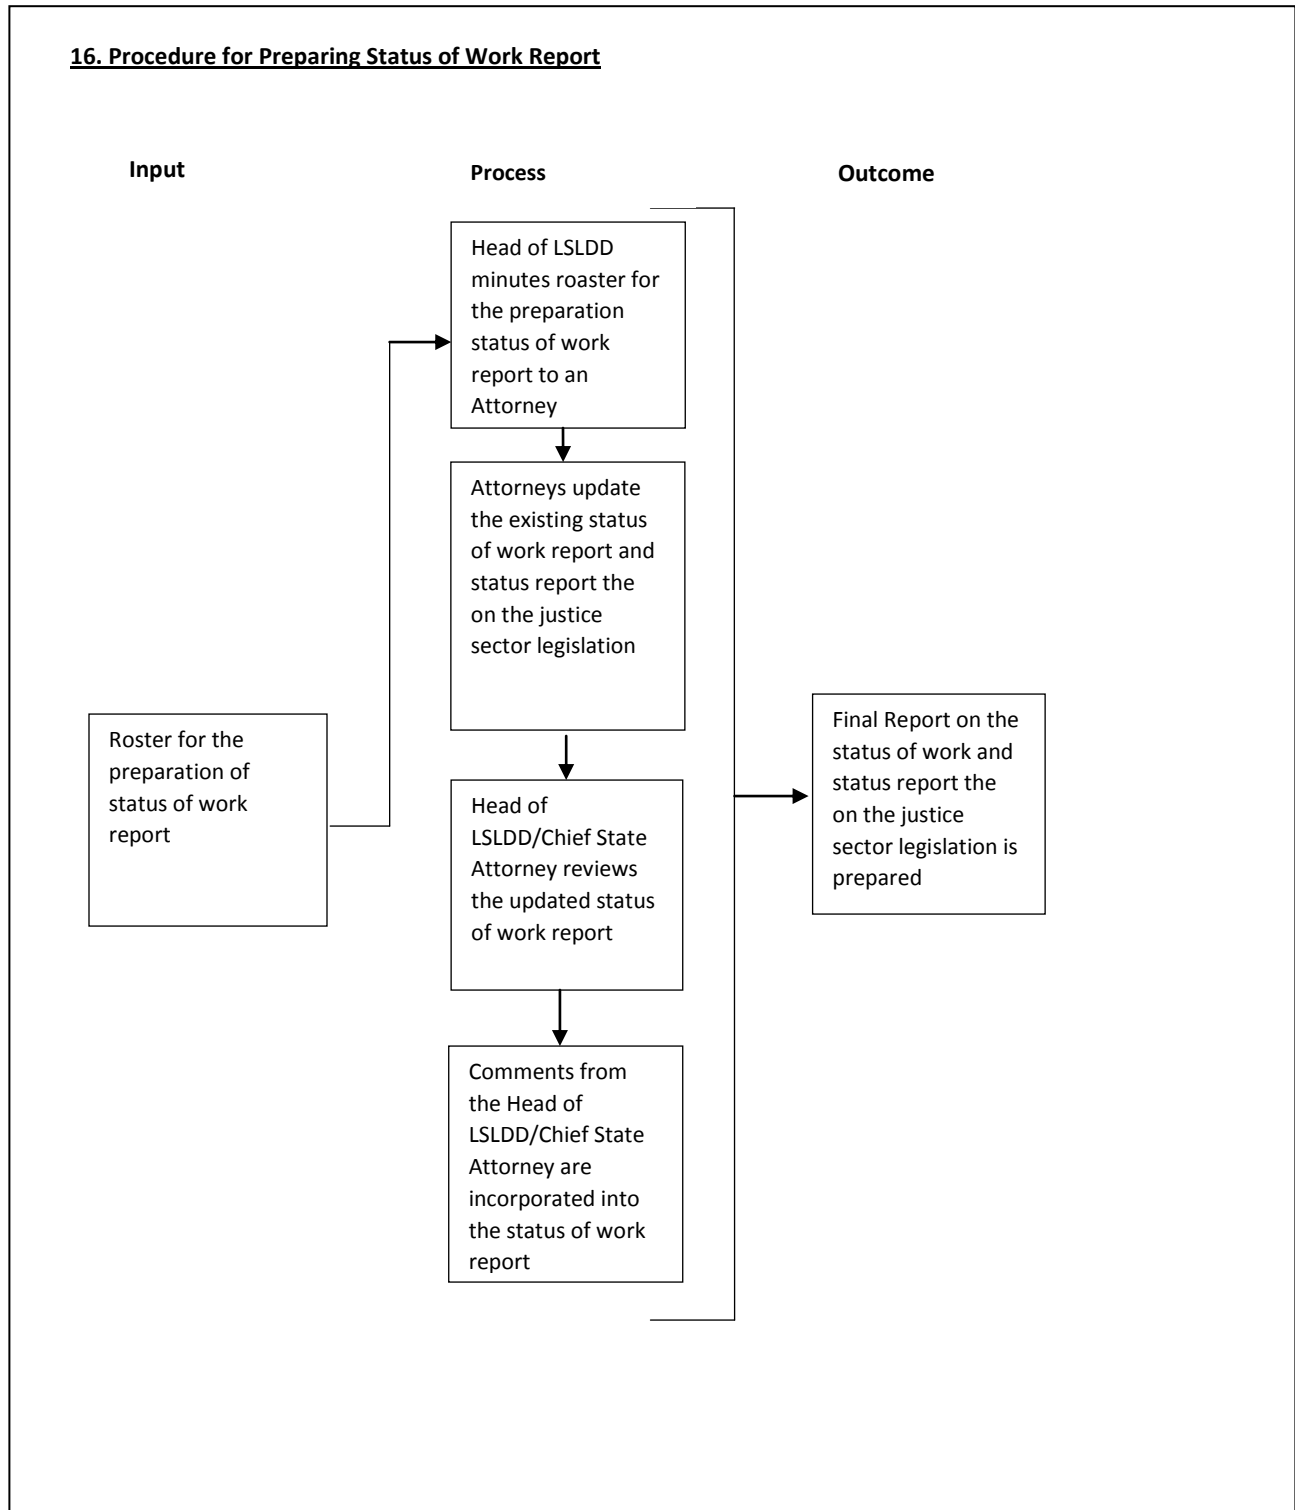 16. Procedure for Preparing Status of Work Report
Input
Process
Outcome
Roster for the
preparation of
status of work
report
Head of LSLDD
minutes roaster for
the preparation
status of work
report to an
Attorney
Attorneys update
the existing status
of work report and
status report the
on the justice
sector legislation
Head of
LSLDD/Chief State
Attorney reviews
the updated status
of work report
Comments from
the Head of
LSLDD/Chief State
Attorney are
incorporated into
the status of work
report
Final Report on the
status of work and
status report the
on the justice
sector legislation is
prepared